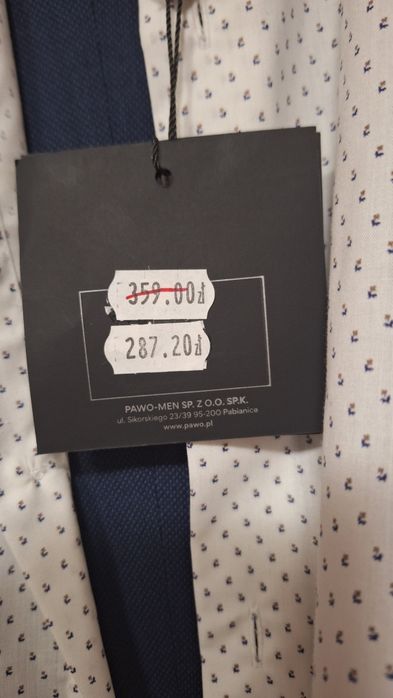 359.00zł
287.20zł
PAWO-MEN SP. Z O.O. SP.K.
ul. Sikorskiego 23/39 95-200 Pabianice
www.pawo.pl